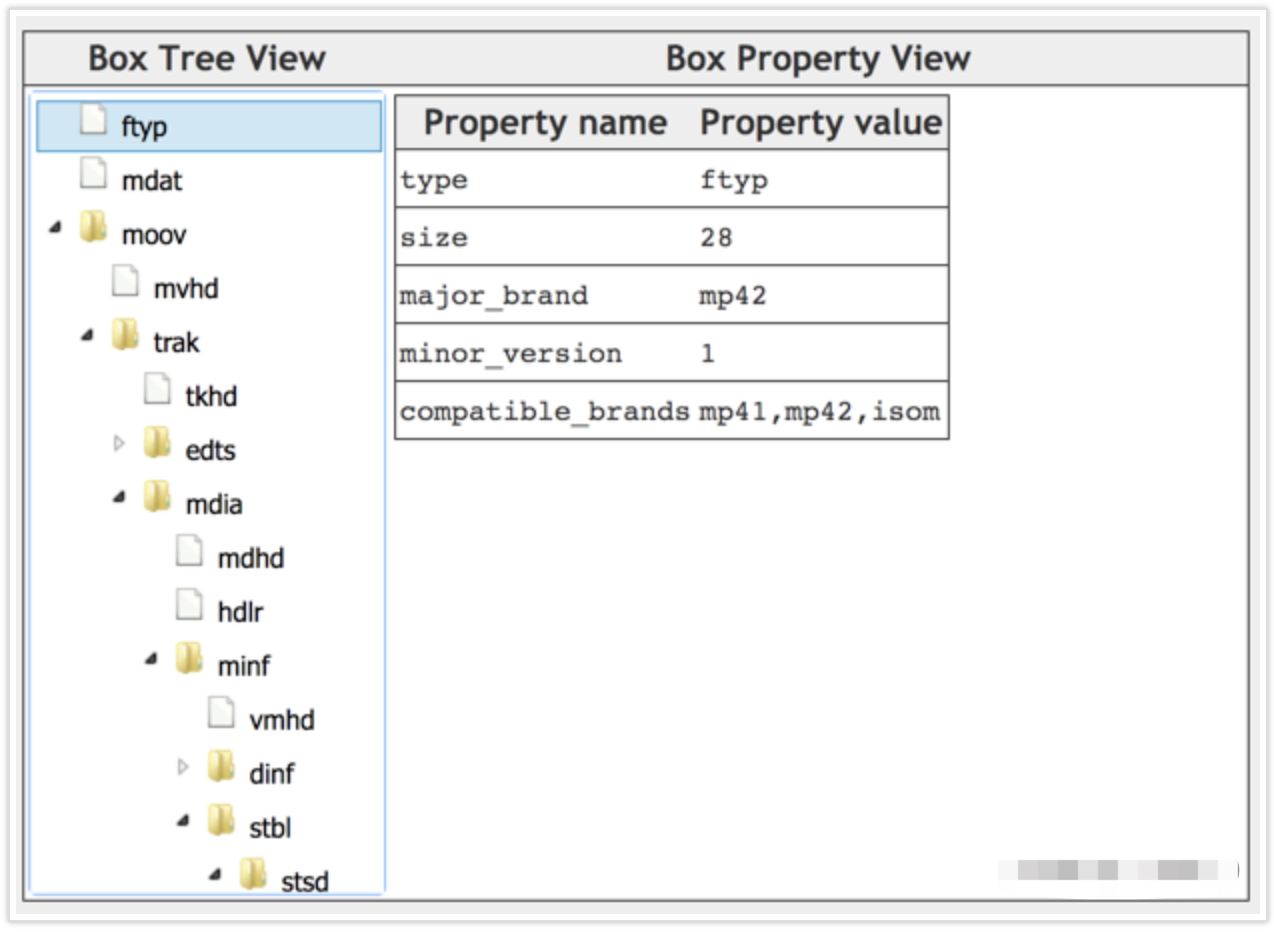 Box Tree View Box Property View
ftyp
mdat
moov
mvhd
trak
tkhd
edts
mdia
mdhd
hdlr
minf
vmhd
dinf
stbl
stsd
Property name Property value
type ftyp
size 28
major_brand mp42
minor_version 1
compatible_brands mp41,mp42,isom